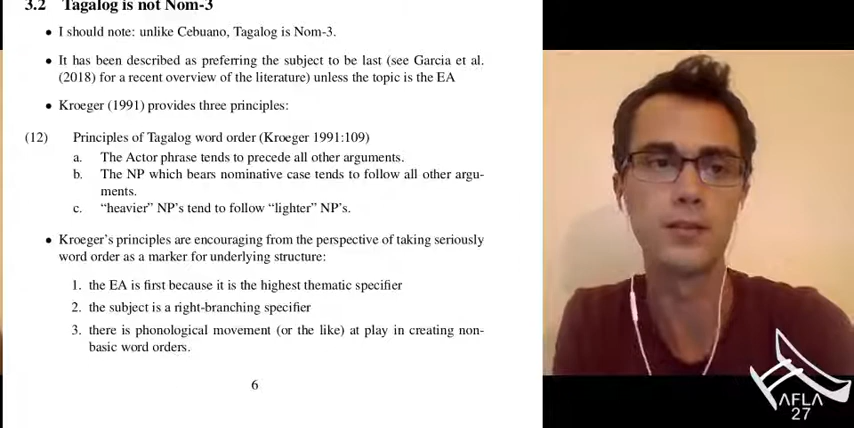 3.2 Tagalog is not Nom-3
• I should note: unlike Cebuano, Tagalog is Nom-3.
• It has been described as preferring the subject to be last (see Garcia et al.
(2018) for a recent overview of the literature) unless the topic is the EA
• Kroeger (1991) provides three principles:
(12) Principles of Tagalog word order (Kroeger 1991:109)
a. The Actor phrase tends to precede all other arguments.
b. The NP which bears nominative case tends to follow all other argu-
ments.
c. “heavier” NP’s tend to follow “lighter” NP’s.
• Kroeger’s principles are encouraging from the perspective of taking seriously
word order as a marker for underlying structure:
1. the EA is first because it is the highest thematic specifier
2. the subject is a right-branching specifier
3. there is phonological movement (or the like) at play in creating non-
basic word orders.
6
AFLA
27